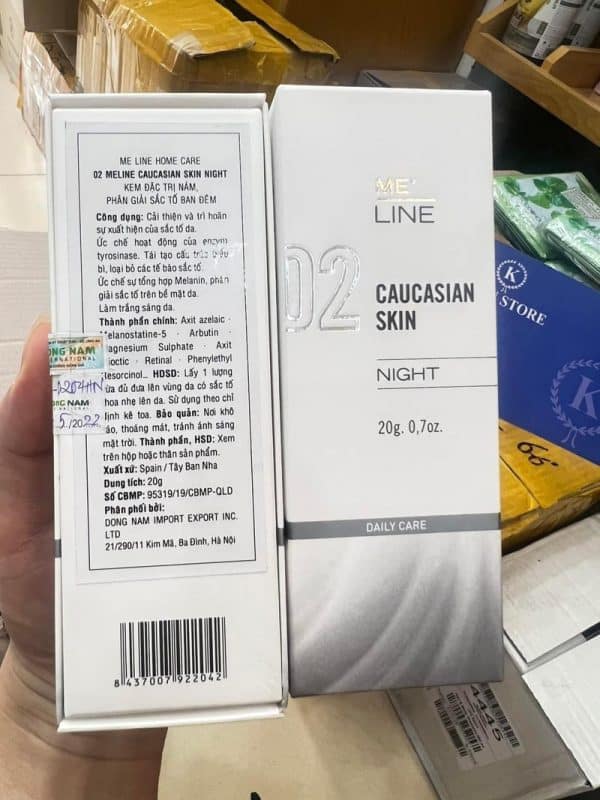 ME LINE HOME CARE
02 MELINE CAUCASIAN SKIN NIGHT
KEM ĐẶC TRỊ NÁM,
PHÂN GIẢI SẮC TỐ BAN ĐÊM
Công dụng: Cải thiện và trì hoãn
sự xuất hiện của sắc tố da.
Ức chế hoạt động của enzym
tyrosinase. Tái tạo cấu trúc biểu
bì, loại bỏ các tế bào sắc tố.
Ức chế sự tổng hợp Melanin, phân
giải sắc tố trên bề mặt da.
Làm trắng sáng da.
Thành phần chính: Axit azelaic ·
Melanostatine-5 · Arbutin ·
Magnesium Sulphate · Axit
· Retinal · Phenylethyl
Resorcinol... HDSD: Lấy 1 lượng
vừa đủ đưa lên vùng da có sắc tố
thoa nhẹ lên da. Sử dụng theo chỉ
định kê toa. Bảo quản: Nơi khô
ráo, thoáng mát, tránh ánh sáng
mặt trời. Thành phần, HSD: Xem
trên hộp hoặc thân sản phẩm.
Xuất xứ: Spain / Tây Ban Nha
Dung tích: 20g
Số CBMP: 95319/19/CBMP-QLD
Phân phối bởi:
DONG NAM IMPORT EXPORT INC.
LTD
21/290/11 Kim Mã, Ba Đình, Hà Nội
8 437007 922042
ONG NAM
5/2022
ME
LINE
02
CAUCASIAN
SKIN
NIGHT
20g. 0,7oz.
DAILY CARE
K
STORE
K
66
4445